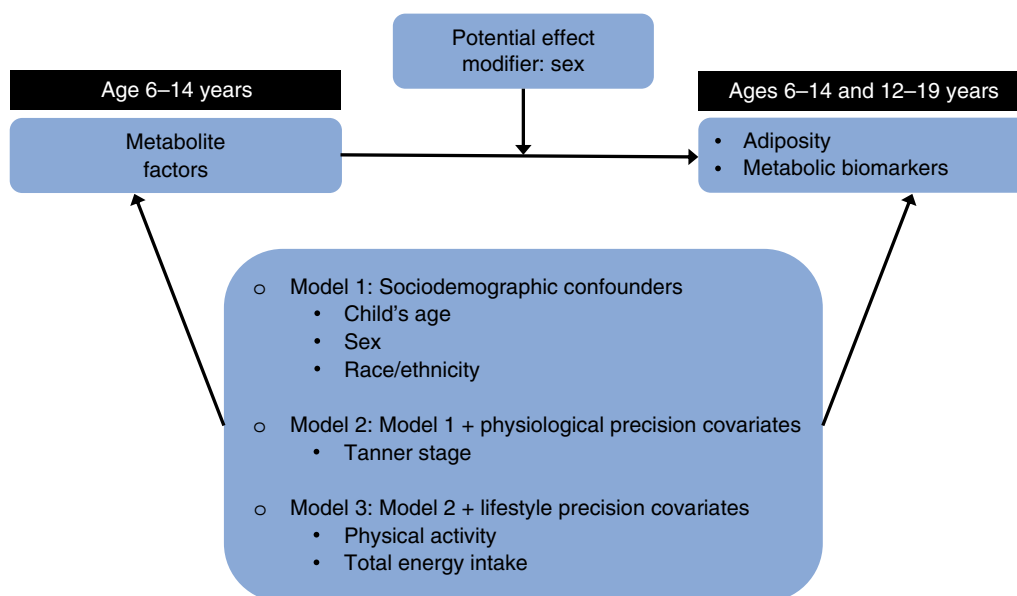 Potential effect
modifier: sex
Age 6–14 years
Metabolite
factors
Ages 6–14 and 12–19 years
• Adiposity
• Metabolic biomarkers
o Model 1: Sociodemographic confounders
• Child's age
• Sex
• Race/ethnicity
o Model 2: Model 1 + physiological precision covariates
• Tanner stage
o Model 3: Model 2 + lifestyle precision covariates
• Physical activity
• Total energy intake